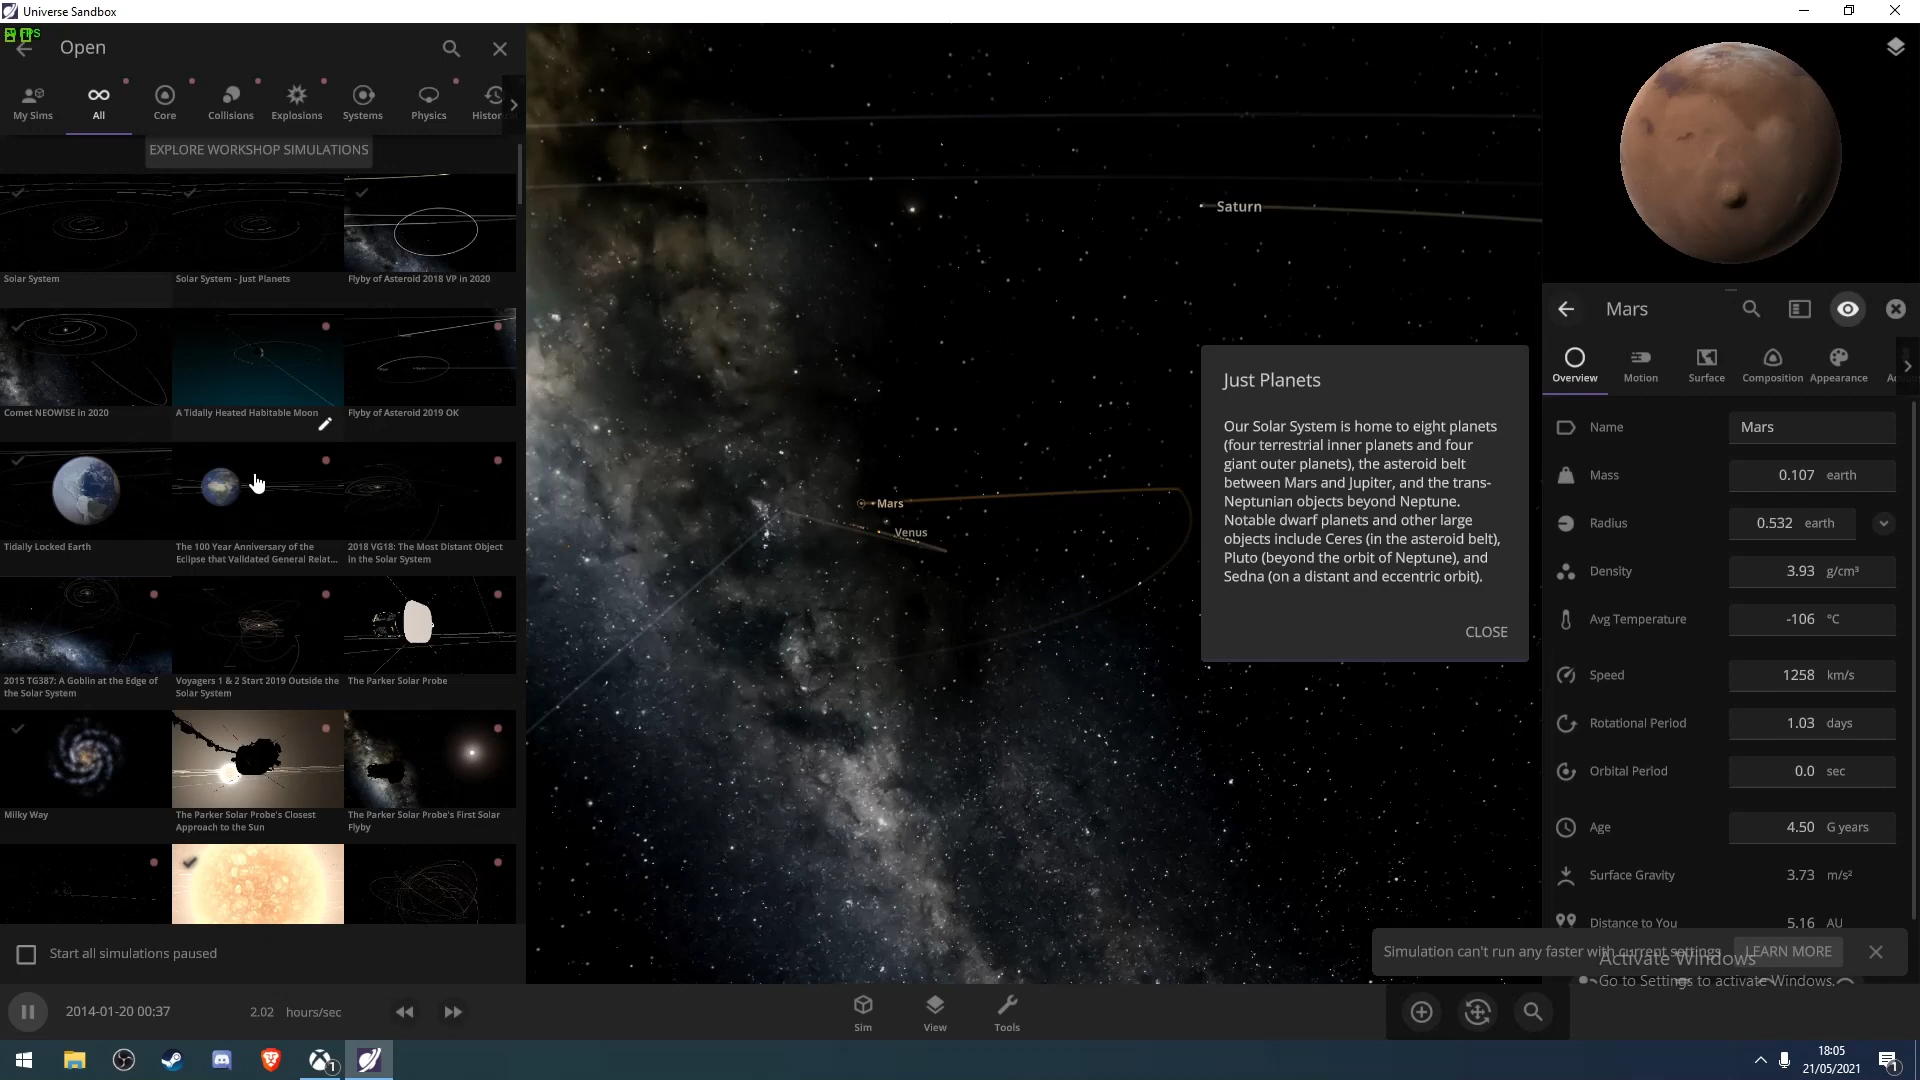 Universe Sandbox
FPS
Open
My Sims
All
Core
Collisions
Explosions
Systems
Physics
EXPLORE WORKSHOP SIMULATIONS
Solar System
Solar System - Just Planets
Flyby of Asteroid 2018 VP in 2020
Comet NEOWISE in 2020
A Tidally Heated Habitable Moon
Flyby of Asteroid 2019 OK
Tidally Locked Earth
The 100 Year Anniversary of the
Eclipse that Validated General Relat...
2018 VG18: The Most Distant Object
in the Solar System
2015 TG387: A Goblin at the Edge of
the Solar System
Voyagers 1 & 2 Start 2019 Outside the
Solar System
The Parker Solar Probe
Milky Way
The Parker Solar Probe's Closest
Approach to the Sun
The Parker Solar Probe's First Solar
Flyby
Start all simulations paused
2014-01-20 00:37
2.02 hours/sec
Sim
View
Tools
Saturn
Mars
Venus
Just Planets
Our Solar System is home to eight planets
(four terrestrial inner planets and four
giant outer planets), the asteroid belt
between Mars and Jupiter, and the trans-
Neptunian objects beyond Neptune.
Notable dwarf planets and other large
objects include Ceres (in the asteroid belt),
Pluto (beyond the orbit of Neptune), and
Sedna (on a distant and eccentric orbit).
CLOSE
Mars
Overview
Motion
Surface
Composition
Appearance
Name Mars
Mass 0.107 earth
Radius 0.532 earth
Density 3.93 g/cm³
Avg Temperature -106 °C
Speed 1258 km/s
Rotational Period 1.03 days
Orbital Period 0.0 sec
Age 4.50 G years
Surface Gravity 3.73 m/s²
Distance to You 5.16 AU
Simulation can't run any faster with current settings
LEARN MORE
Activate Windows
Go to Settings to activate Windows.
1
18:05
21/05/2021
1